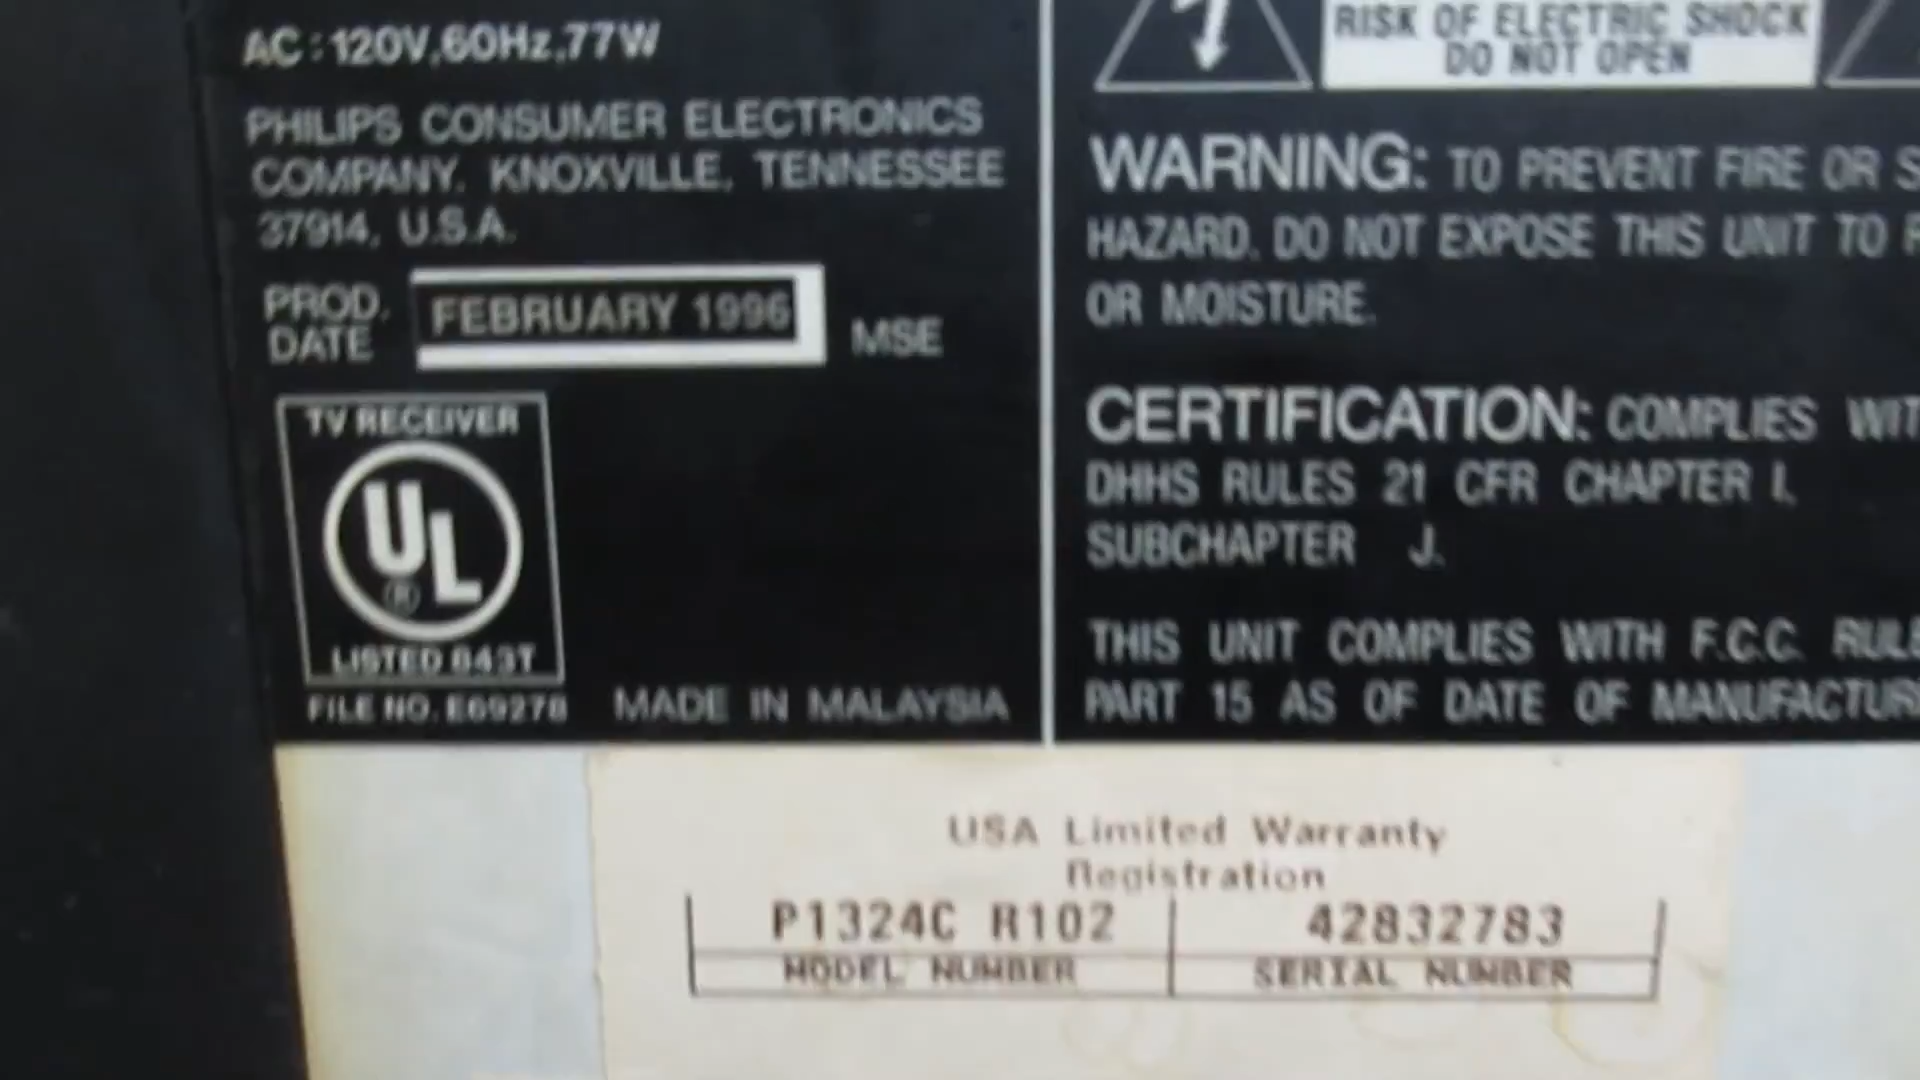 AC: 120V, 60Hz, 77W
PHILIPS CONSUMER ELECTRONICS
COMPANY. KNOXVILLE, TENNESSEE
37914, U.S.A.
PROD. DATE
FEBRUARY 1996
MSE
TV RECEIVER
UL
®
LISTED 643T
FILE NO. E69278
MADE IN MALAYSIA
RISK OF ELECTRIC SHOCK
DO NOT OPEN
WARNING: TO PREVENT FIRE OR
HAZARD, DO NOT EXPOSE THIS UNIT TO
OR MOISTURE.
CERTIFICATION: COMPLIES WIT
DHHS RULES 21 CFR CHAPTER I,
SUBCHAPTER J.
THIS UNIT COMPLIES WITH F.C.C. RULE
PART 15 AS OF DATE OF MANUFACTUR
USA Limited Warranty
Registration
P1324C R102 42832783
MODEL NUMBER SERIAL NUMBER